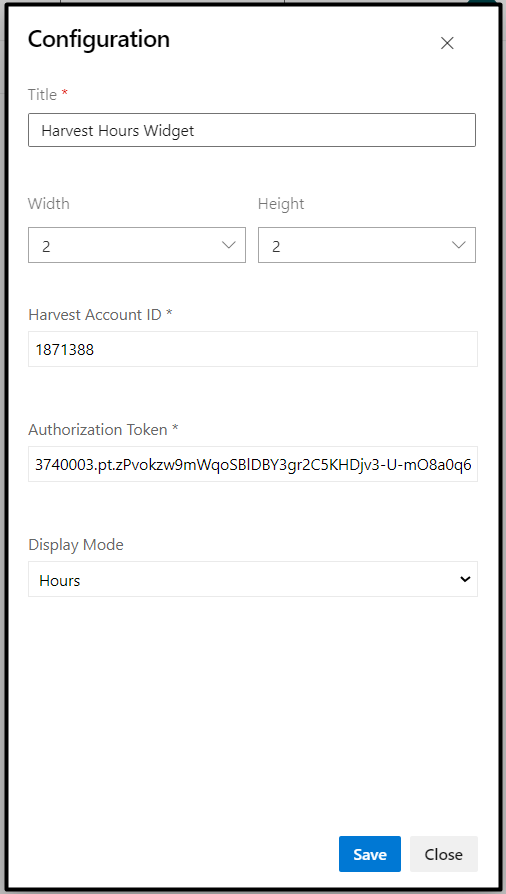 Configuration
Title *
Harvest Hours Widget
Width Height
2 2
Harvest Account ID *
1871388
Authorization Token *
3740003.pt.zPvokzw9mWqoSBlDBY3gr2C5KHDjv3-U-mO8a0q6
Display Mode
Hours
Save Close